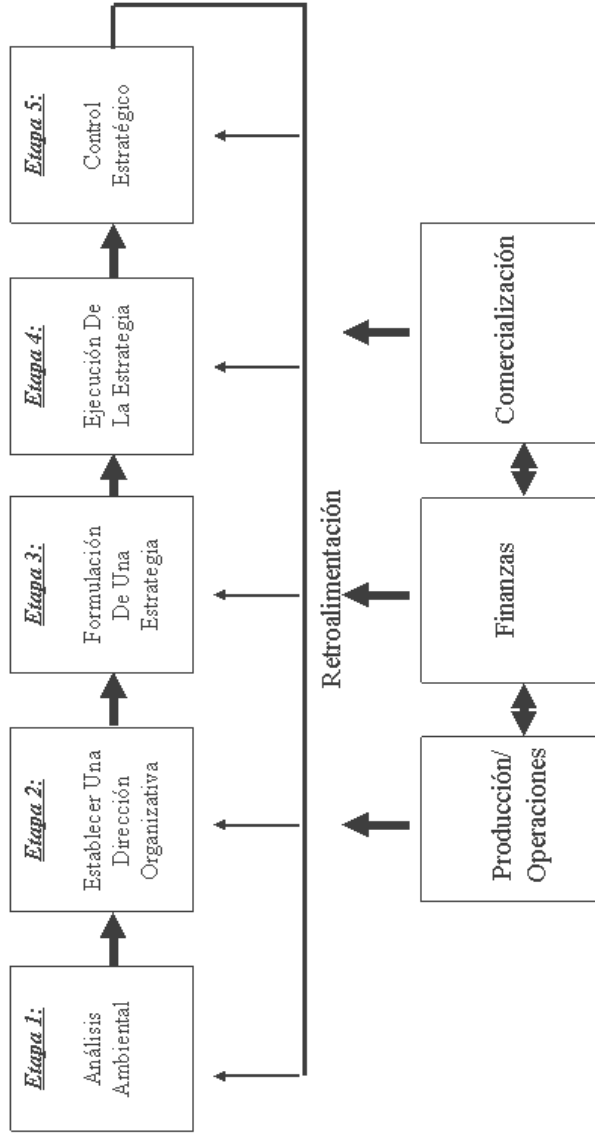 Etapa 1:
Análisis
Ambiental
Etapa 2:
Establecer Una
Dirección
Organizativa
Etapa 3:
Formulación
De Una
Estrategia
Etapa 4:
Ejecución De
La Estrategia
Etapa 5:
Control
Estratégico
Retroalimentación
Producción/
Operaciones
Finanzas
Comercialización